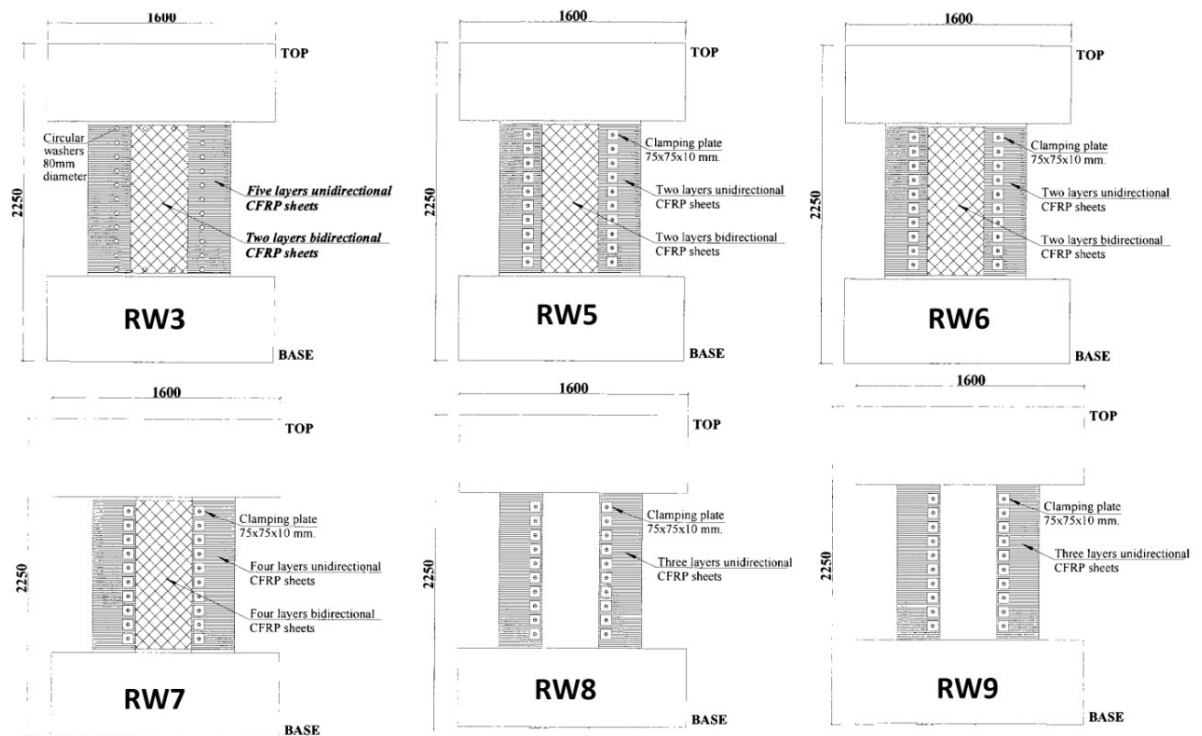 1600
TOP
2250
Circular
washers
80mm
diameter
Five layers unidirectional
CFRP sheets
Two layers bidirectional
CFRP sheets
RW3
BASE
1600
TOP
2250
Clamping plate
75x75x10 mm.
Two layers unidirectional
CFRP sheets
Two layers bidirectional
CFRP sheets
RW5
BASE
1600
TOP
2250
Clamping plate
75x75x10 mm.
Two layers unidirectional
CFRP sheets
Two layers bidirectional
CFRP sheets
RW6
BASE
1600
TOP
2250
Clamping plate
75x75x10 mm.
Four layers unidirectional
CFRP sheets
Four layers bidirectional
CFRP sheets
RW7
BASE
1600
TOP
2250
Clamping plate
75x75x10 mm.
Three layers unidirectional
CFRP sheets
RW8
BASE
1600
TOP
2250
Clamping plate
75x75x10 mm.
Three layers unidirectional
CFRP sheets
RW9
BASE